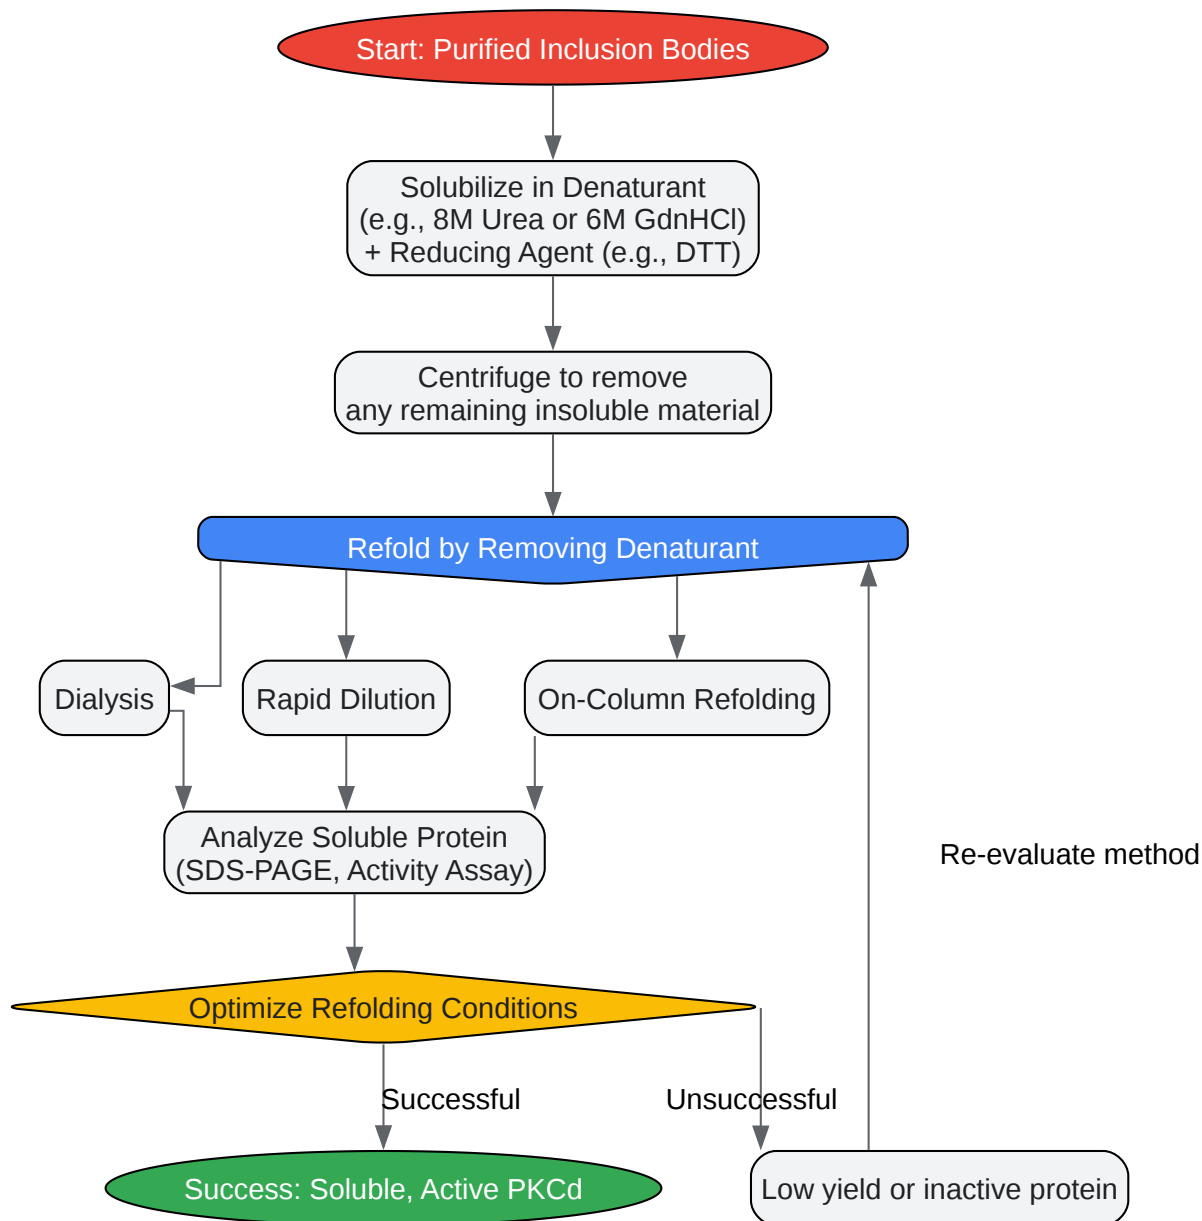 Start: Purified Inclusion Bodies
Solubilize in Denaturant
(e.g., 8M Urea or 6M GdnHCl)
+ Reducing Agent (e.g., DTT)
Centrifuge to remove
any remaining insoluble material
Refold by Removing Denaturant
Dialysis
Rapid Dilution
On-Column Refolding
Analyze Soluble Protein
(SDS-PAGE, Activity Assay)
Re-evaluate method
Optimize Refolding Conditions
Successful
Unsuccessful
Success: Soluble, Active PKCd
Low yield or inactive protein